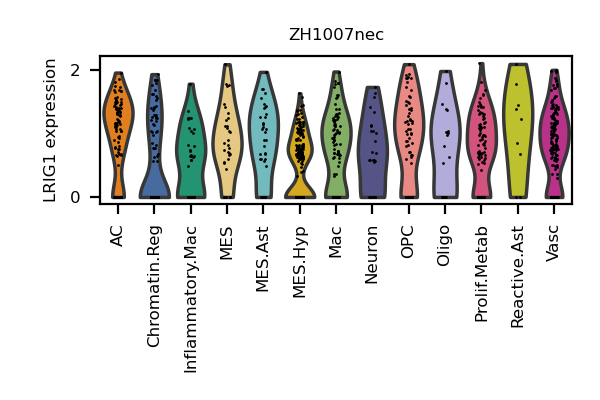 ZH1007nec
LRIG1 expression
2
0
AC
Chromatin.Reg
Inflammatory.Mac
MES
MES.Ast
MES.Hyp
Mac
Neuron
OPC
Oligo
Prolif.Metab
Reactive.Ast
Vasc